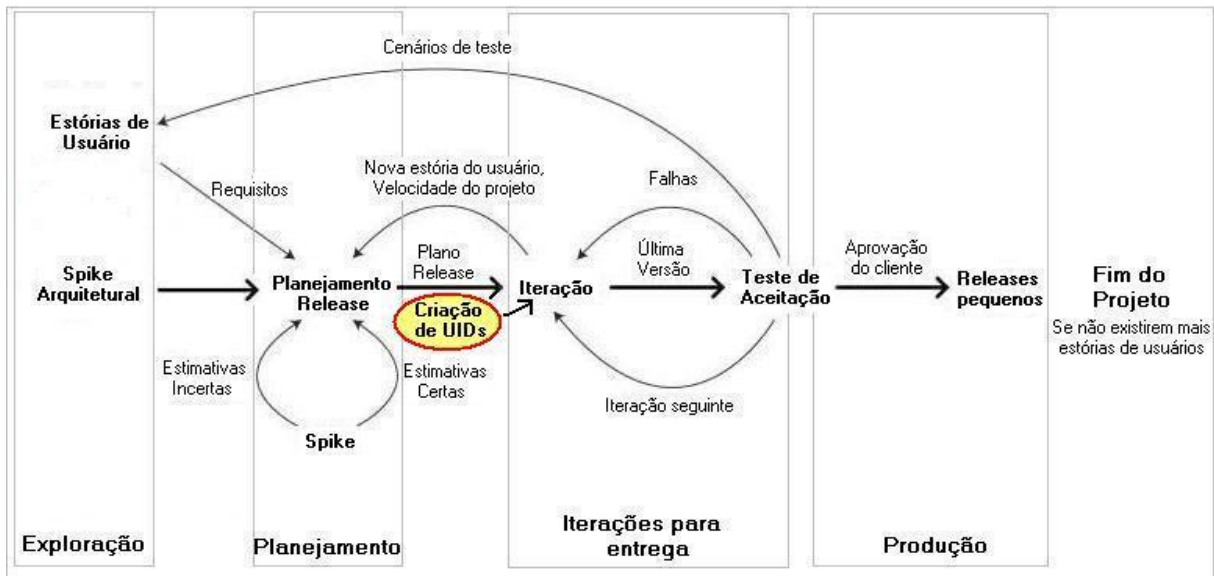 Cenários de teste
Estórias de
Usuário
Requisitos
Nova estória do usuário,
Velocidade do projeto
Falhas
Spike
Arquitetural
Planejamento
Release
Plano
Release
Criação
de UIDs
Iteração
Última
Versão
Teste de
Aceitação
Aprovação
do cliente
Releases
pequenos
Fim do
Projeto
Se não existirem mais
estórias de usuários
Estimativas
Incertas
Estimativas
Certas
Spike
Iteração seguinte
Exploração
Planejamento
Iterações para
entrega
Produção